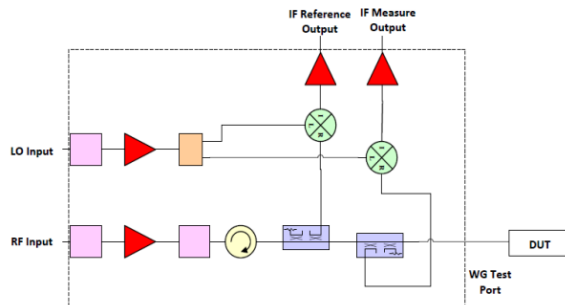 IF Reference
Output
IF Measure
Output
I
L
R
I
L
R
LO Input
RF Input
DUT
WG Test
Port